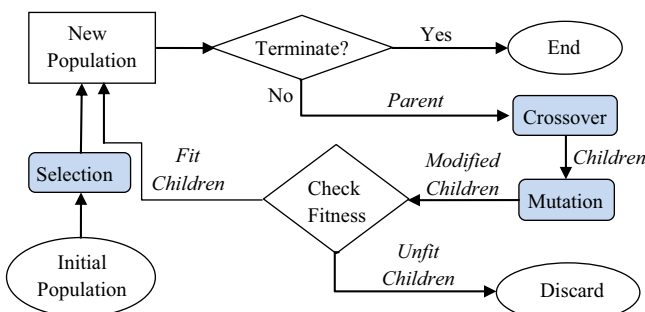 New
Population
Terminate?
Yes
End
No
Parent
Crossover
Children
Mutation
Modified
Children
Check
Fitness
Fit
Children
Selection
Initial
Population
Unfit
Children
Discard